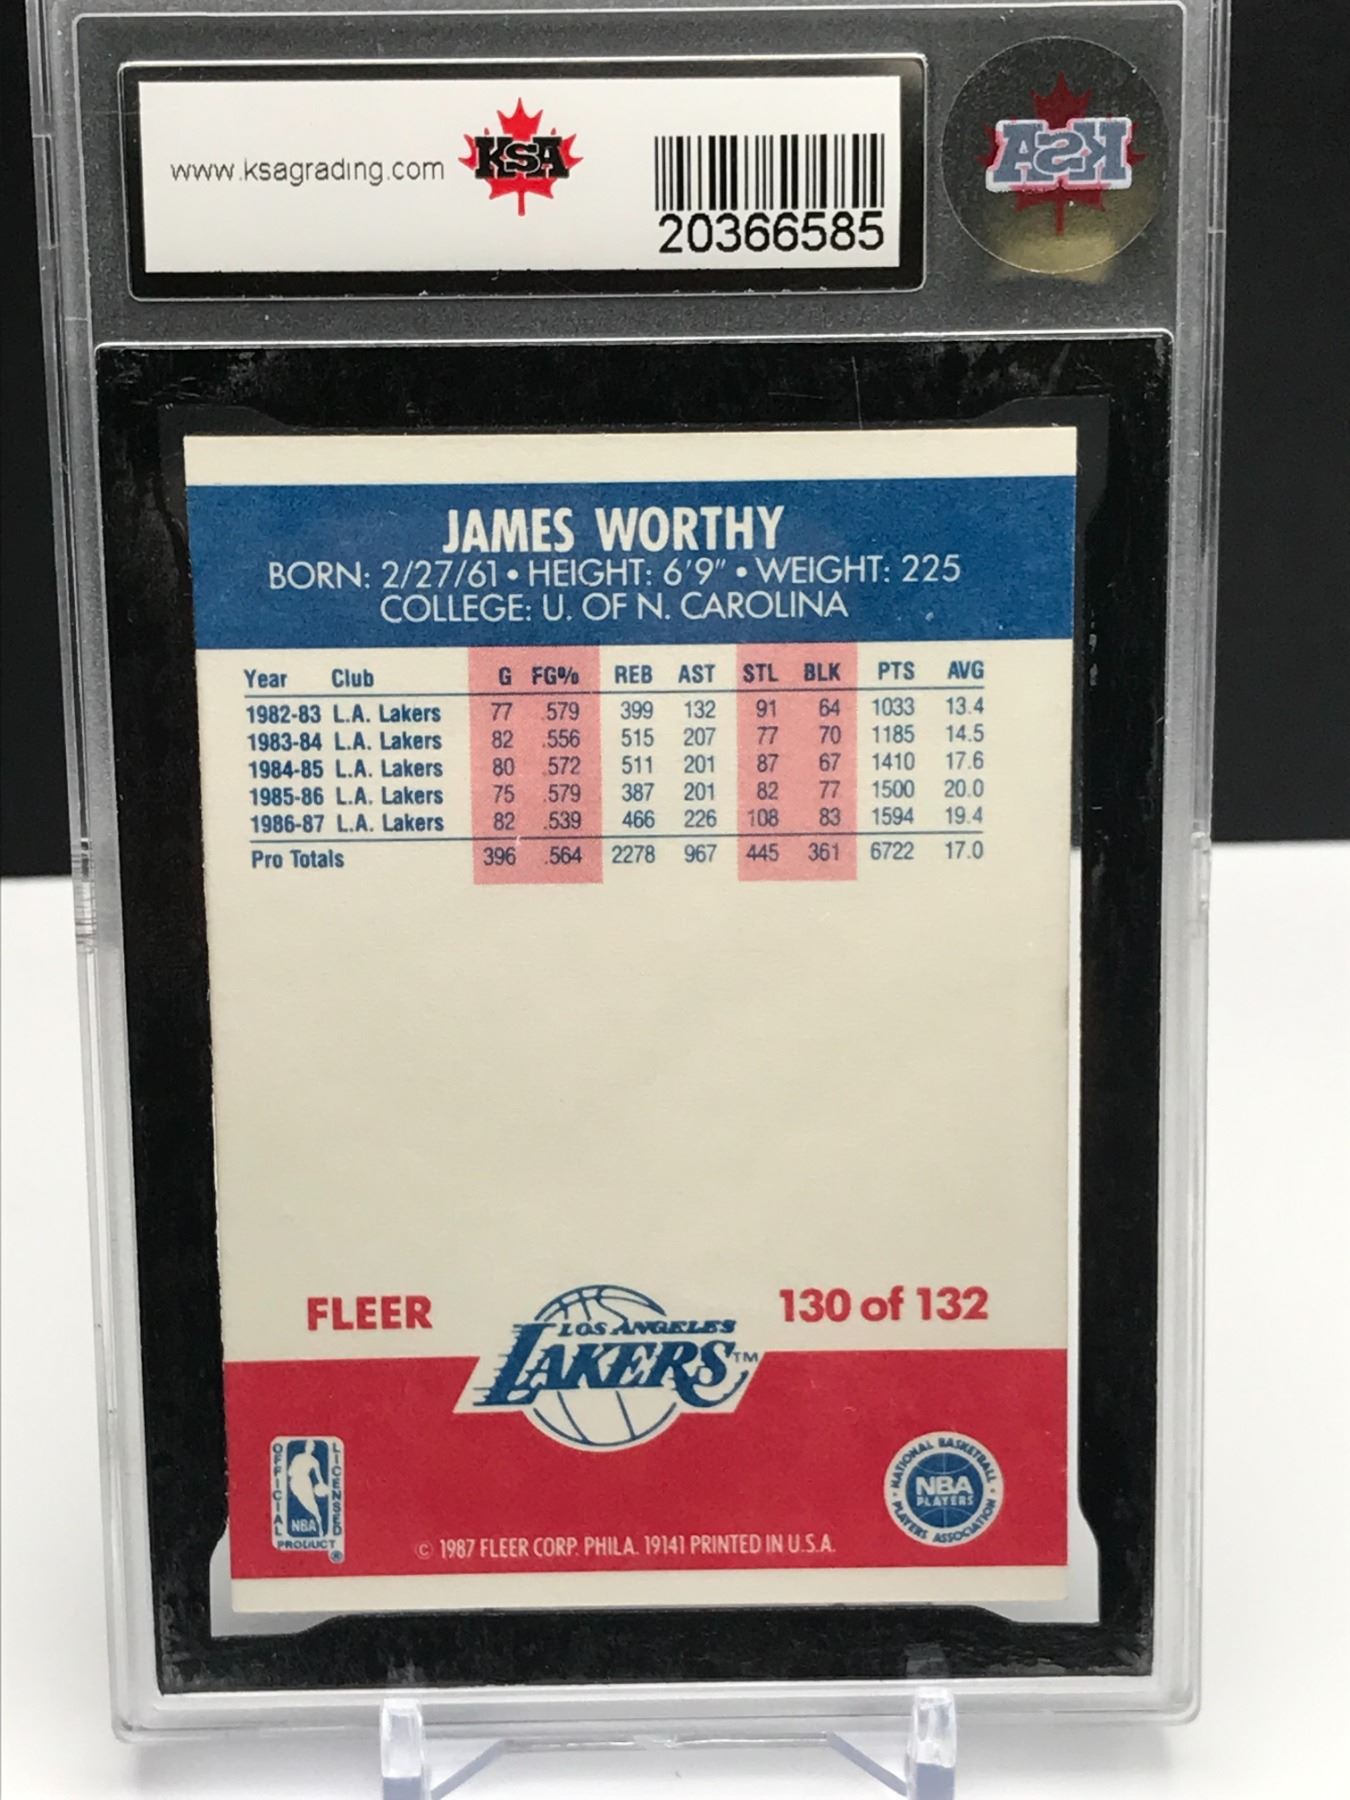 www.ksagrading.com KSA
20366585
KSA
JAMES WORTHY
BORN: 2/27/61 • HEIGHT: 6'9" • WEIGHT: 225
COLLEGE: U. OF N. CAROLINA
Year Club G FG% REB AST STL BLK PTS AVG
1982-83 L.A. Lakers 77 .579 399 132 91 64 1033 13.4
1983-84 L.A. Lakers 82 .556 515 207 77 70 1185 14.5
1984-85 L.A. Lakers 80 .572 511 201 87 67 1410 17.6
1985-86 L.A. Lakers 75 .579 387 201 82 77 1500 20.0
1986-87 L.A. Lakers 82 .539 466 226 108 83 1594 19.4
Pro Totals 396 .564 2278 967 445 361 6722 17.0
FLEER
130 of 132
LOS ANGELES
LAKERS™
OFFICIAL
LICENSED
NBA
PRODUCT
®
NATIONAL BASKETBALL
NBA
PLAYERS
PLAYERS ASSOCIATION
© 1987 FLEER CORP. PHILA. 19141 PRINTED IN U.S.A.